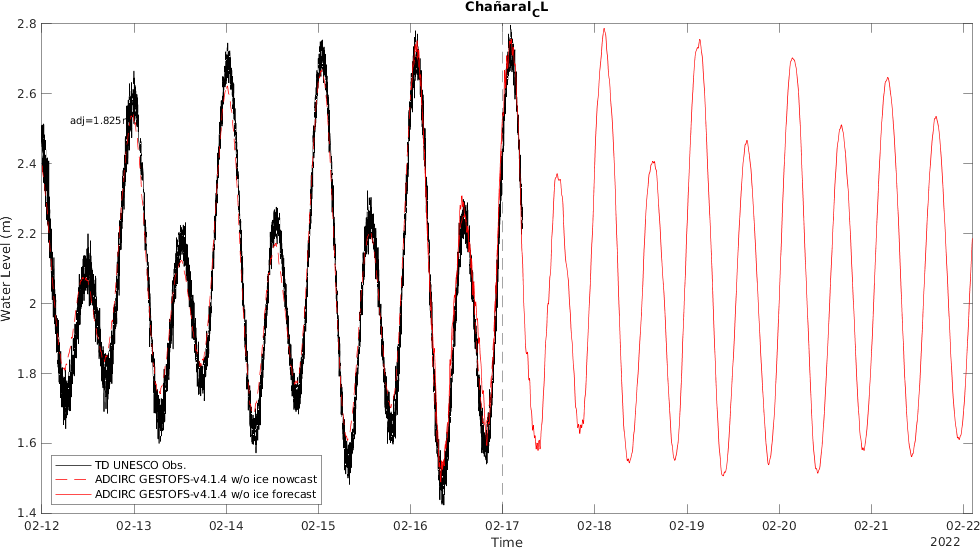 Chañaral_CL
2.8
2.6
2.4
2.2
2
1.8
1.6
1.4
Water Level (m)
adj=1.825m
TD UNESCO Obs.
ADCIRC GESTOFS-v4.1.4 w/o ice nowcast
ADCIRC GESTOFS-v4.1.4 w/o ice forecast
02-12 02-13 02-14 02-15 02-16 02-17 02-18 02-19 02-20 02-21 02-22
Time
2022